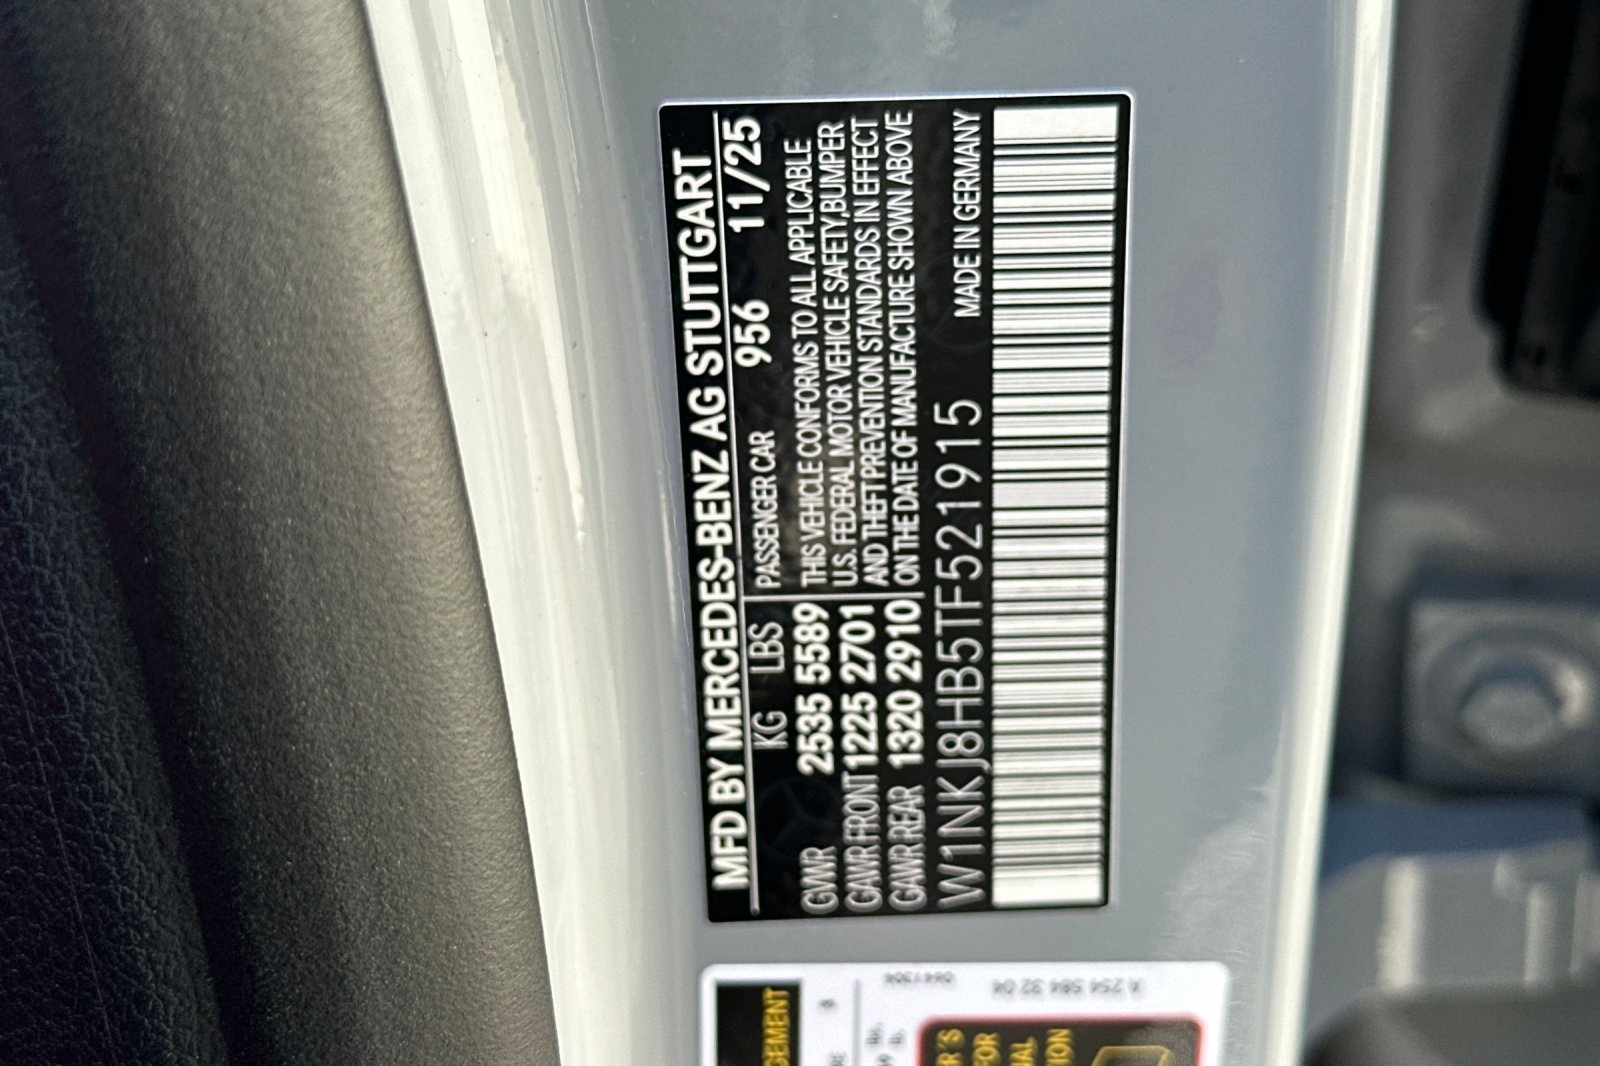 MFD BY MERCEDES-BENZ AG STUTTGART
KG LBS PASSENGER CAR 956 11/25
GVWR 2535 5589 THIS VEHICLE CONFORMS TO ALL APPLICABLE
GAWR FRONT 1225 2701 U.S. FEDERAL MOTOR VEHICLE SAFETY,BUMPER
GAWR REAR 1320 2910 AND THEFT PREVENTION STANDARDS IN EFFECT
ON THE DATE OF MANUFACTURE SHOWN ABOVE
W1NKJ8HB5TF521915 MADE IN GERMANY
GEMENT
A 254 584 32 04